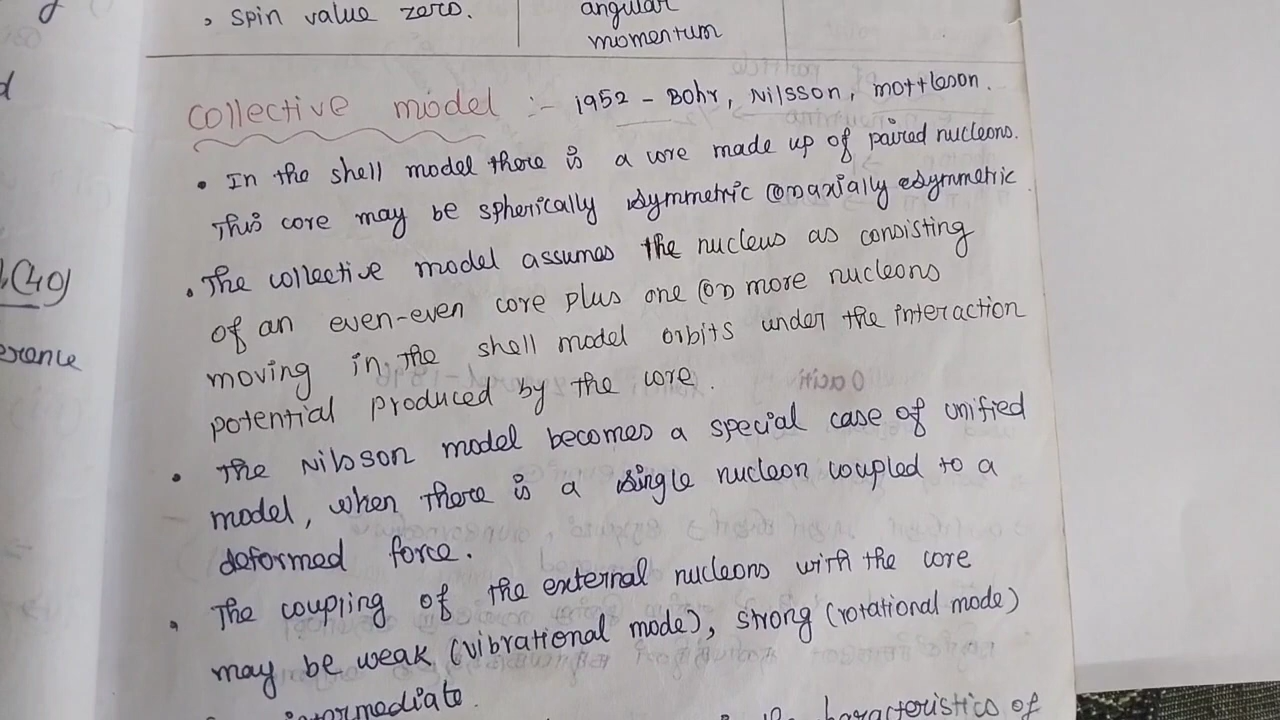 , spin value zero.
angular
momentum
d
.(40)
erence
collective model :- 1952 - Bohr, Nilsson, mottleson.
• In the shell model there is a core made up of paired nucleons.
This core may be spherically symmetric (or) axially asymmetric
• The collective model assumes the nucleus as consisting
of an even-even core plus one (or) more nucleons
moving in the shell model orbits under the interaction
potential produced by the core.
• The Nilsson model becomes a special case of unified
model, when there is a single nucleon coupled to a
deformed force.
• The coupling of the external nucleons with the core
may be weak (vibrational mode), strong (rotational mode)
intermediate.
characteristics of